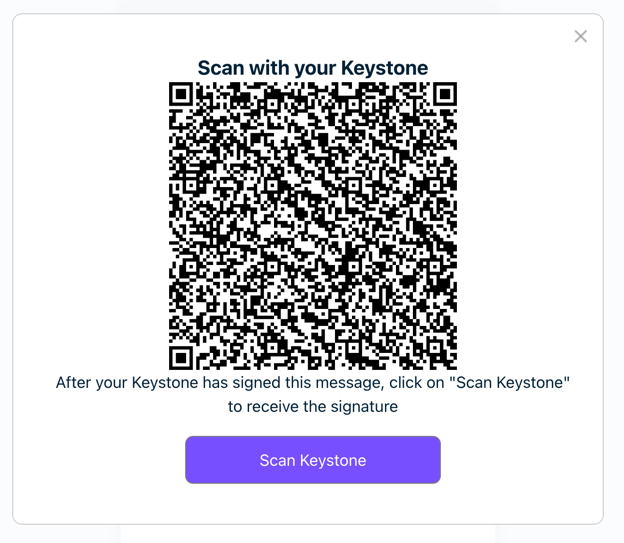 Scan with your Keystone
After your Keystone has signed this message, click on "Scan Keystone"
to receive the signature
Scan Keystone